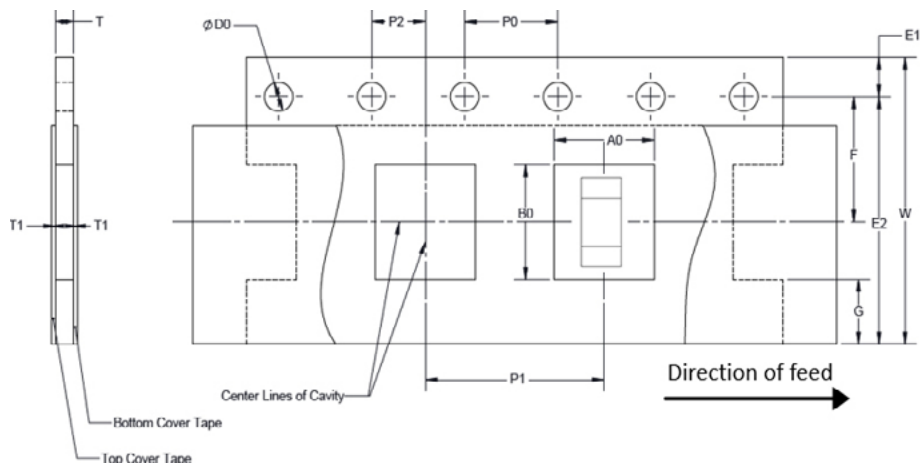 T
P2
P0
E1
ϕD0
A0
F
T1
T1
B0
E2
W
G
P1
Direction of feed
Center Lines of Cavity
Bottom Cover Tape
Top Cover Tape